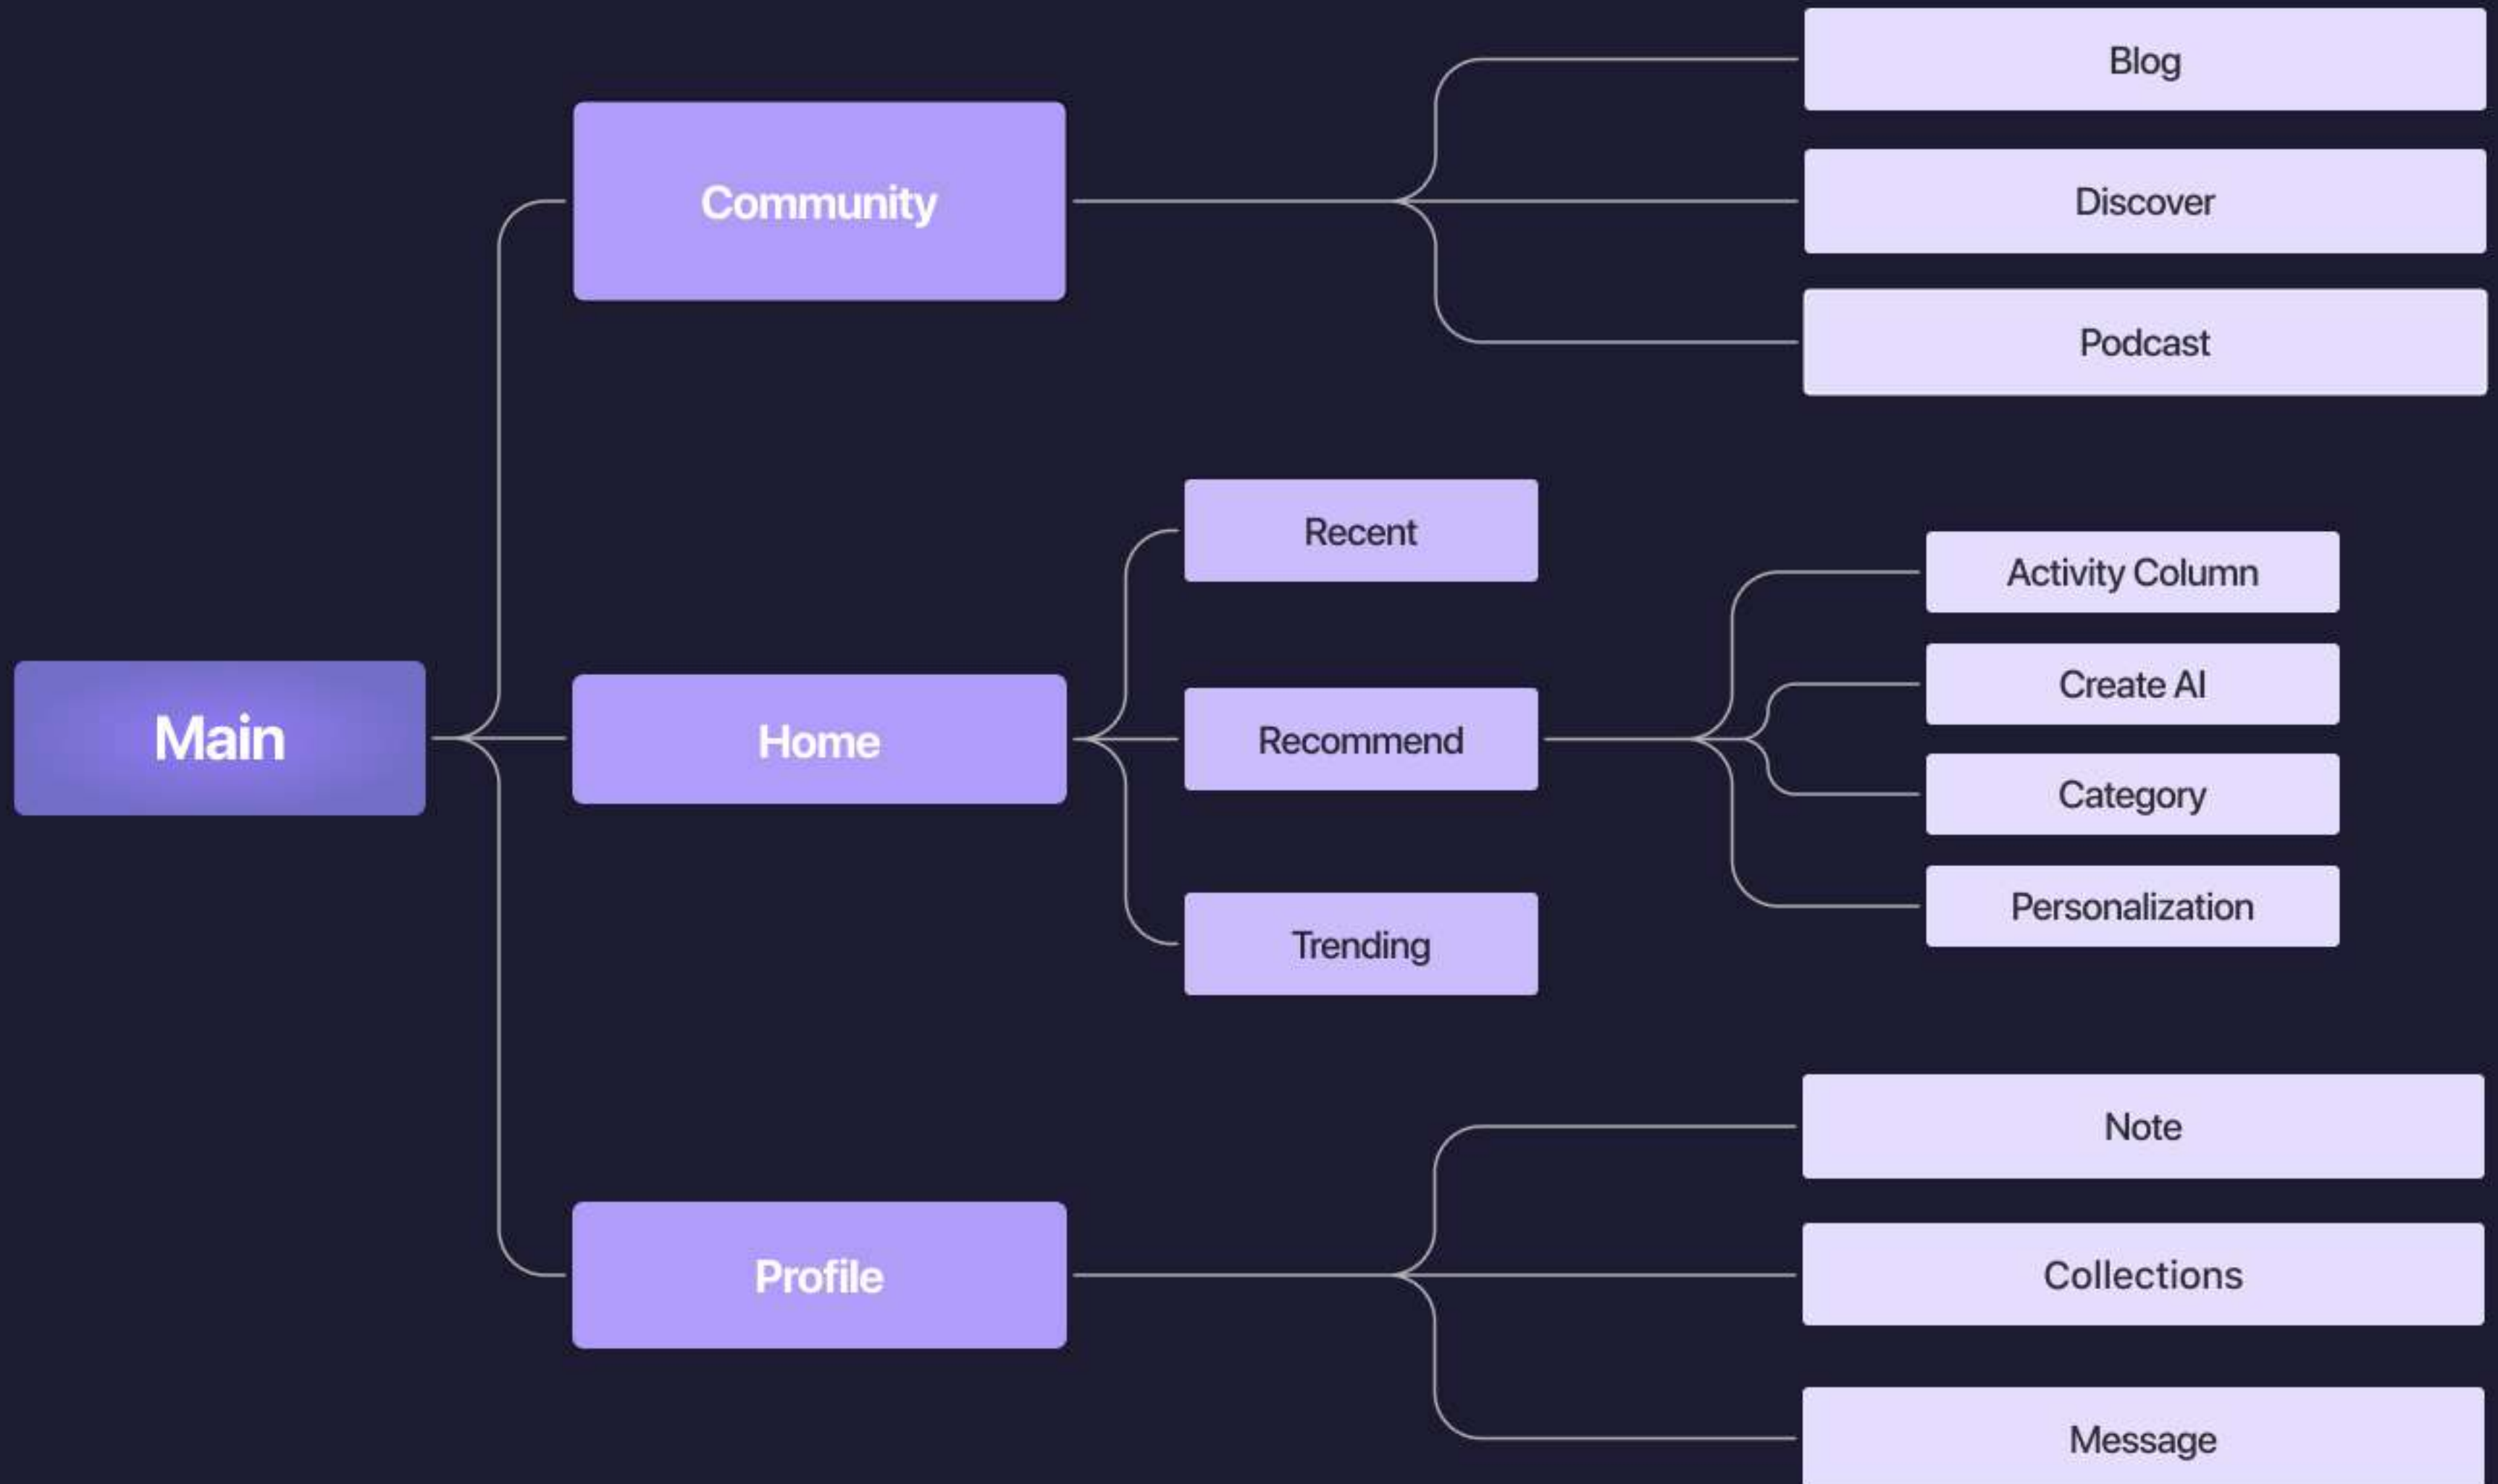 Main
Community
Blog
Discover
Podcast
Home
Recent
Recommend
Trending
Activity Column
Create AI
Category
Personalization
Profile
Note
Collections
Message